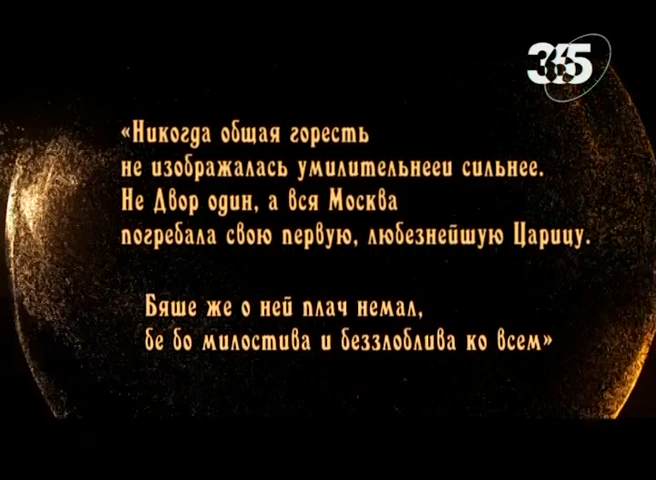 365
«Никогда общая горесть
не изображалась умилительнееи сильнее.
Не Двор один, а вся Москва
погребала свою первую, любезнейшую Царицу.
Бяше же о ней плач немал,
бе бо милостива и беззлоблива ко всем»